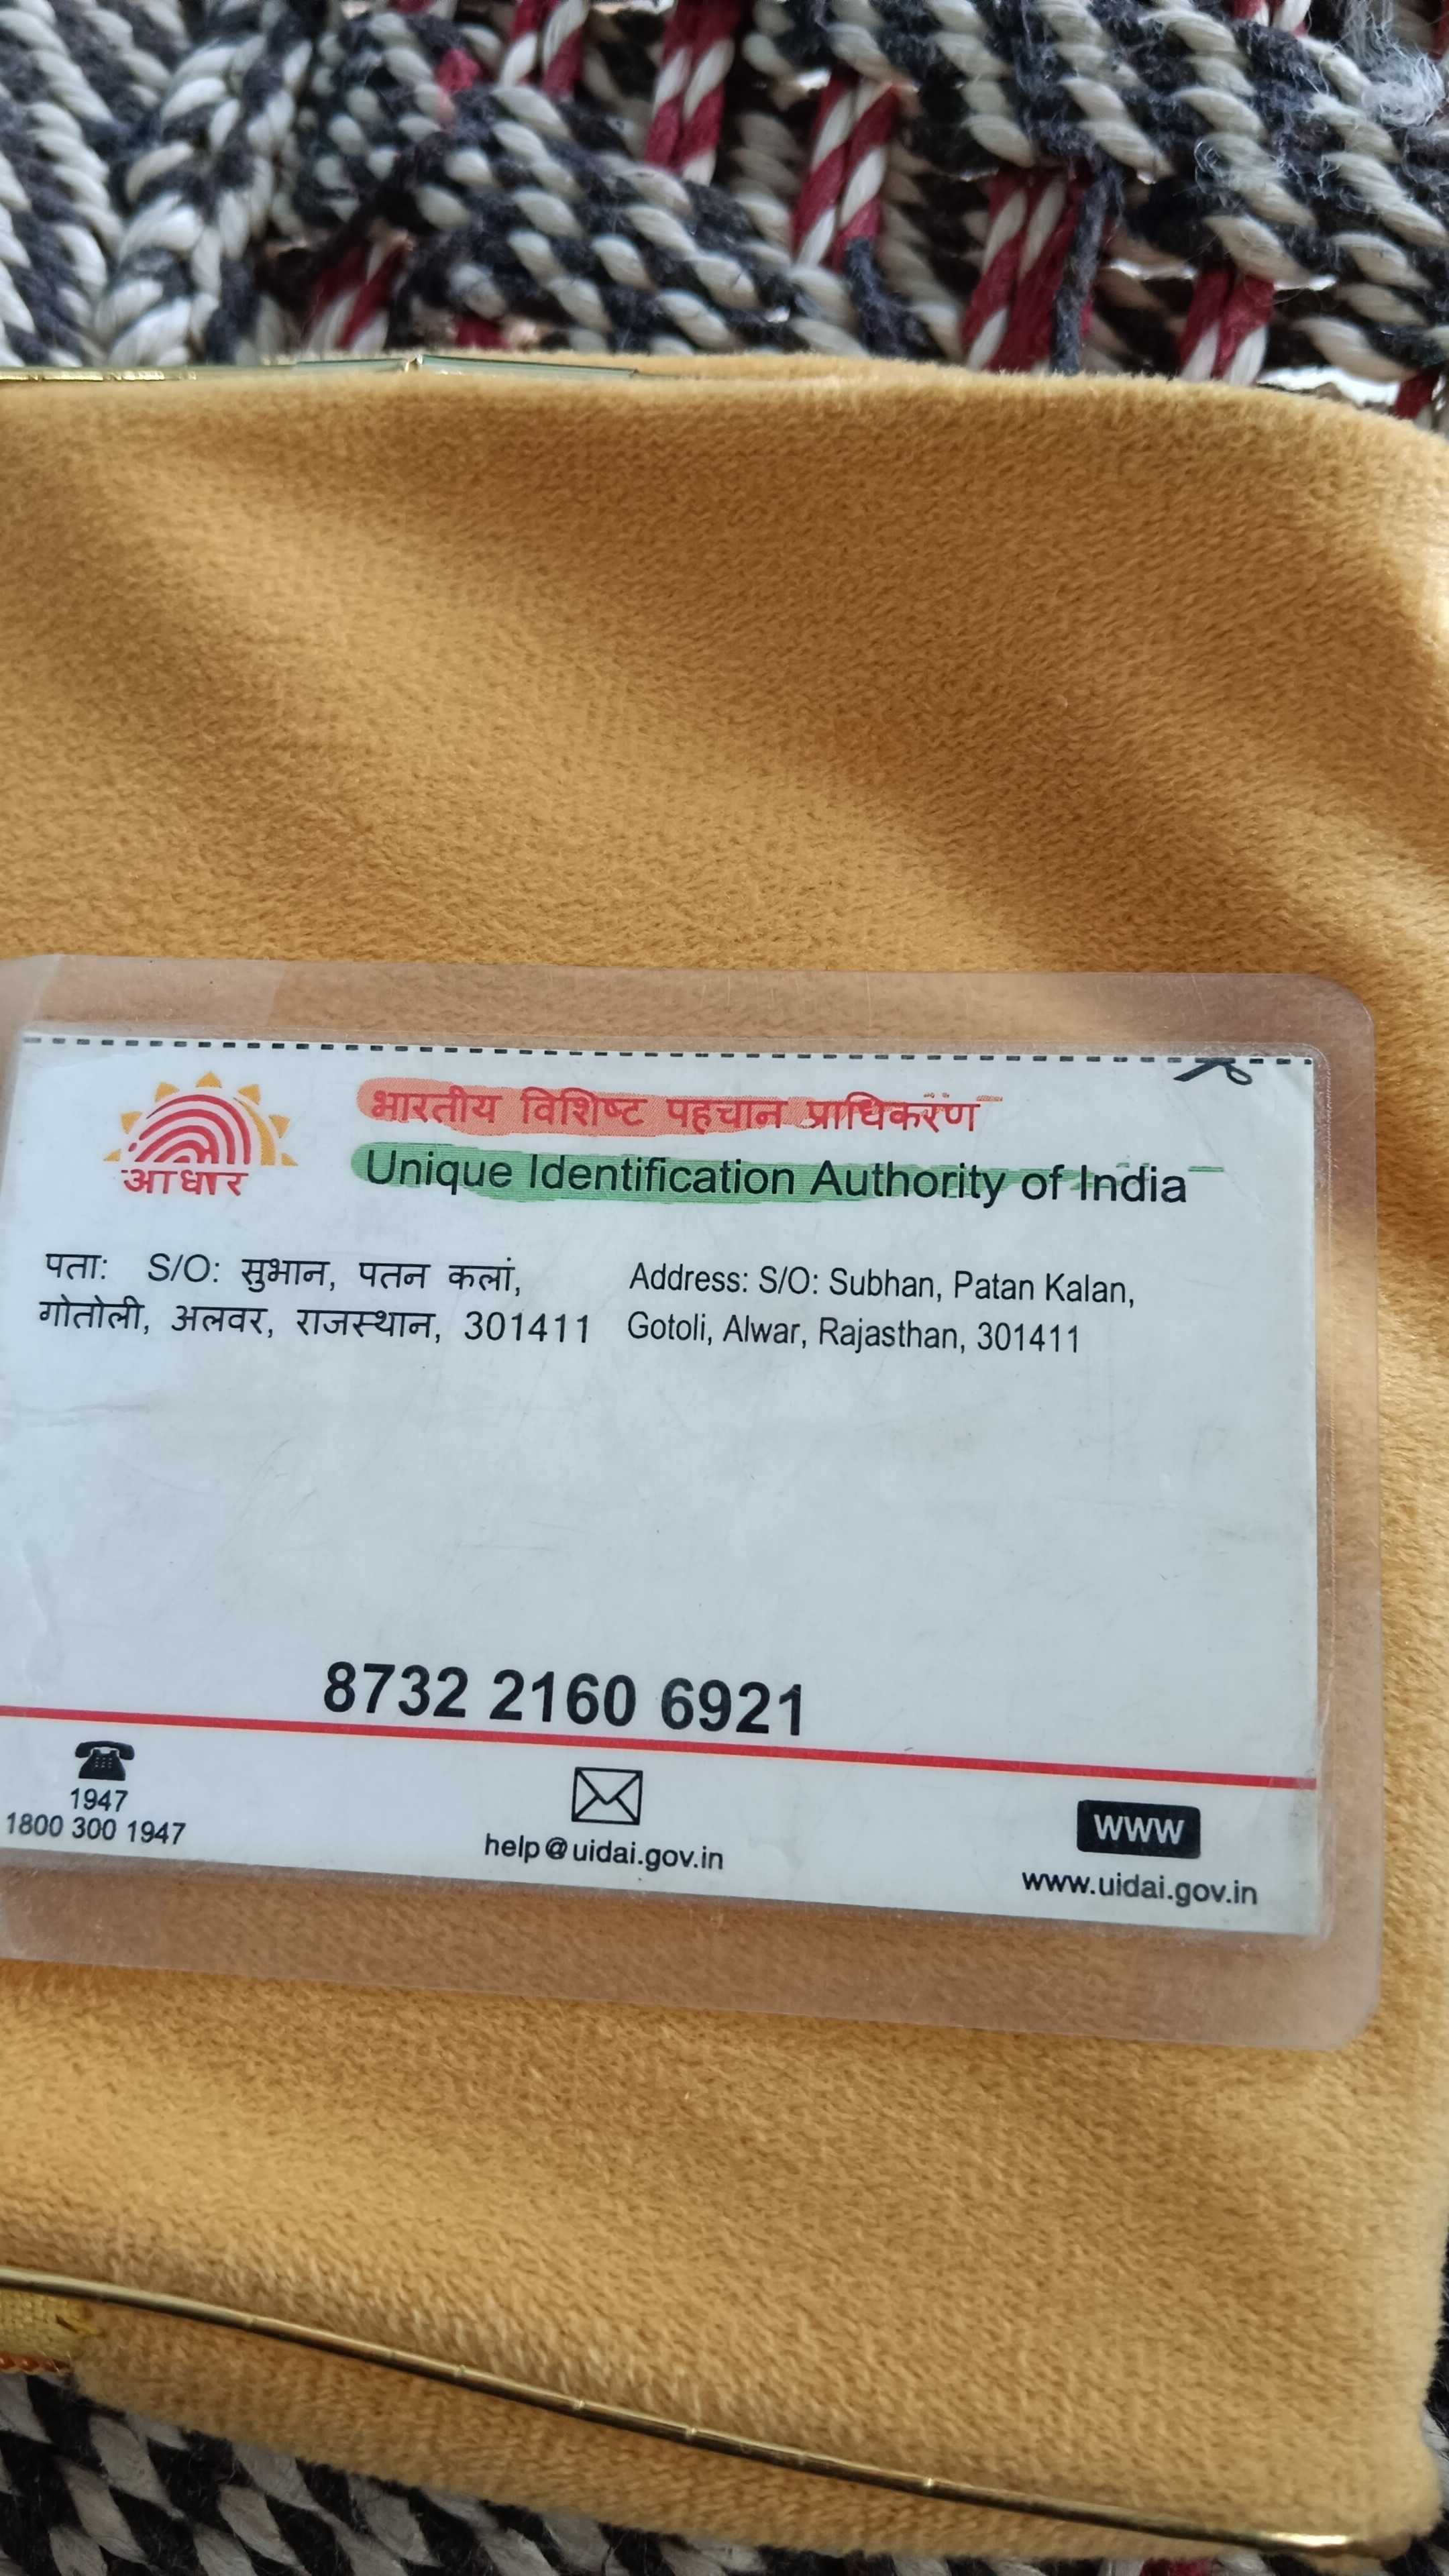 आधार
भारतीय विशिष्ट पहचान प्राधिकरण
Unique Identification Authority of India
पता: S/O: सुभान, पतन कलां,
गोतोली, अलवर, राजस्थान, 301411
Address: S/O: Subhan, Patan Kalan,
Gotoli, Alwar, Rajasthan, 301411
8732 2160 6921
1947
1800 300 1947
help@uidai.gov.in
www
www.uidai.gov.in